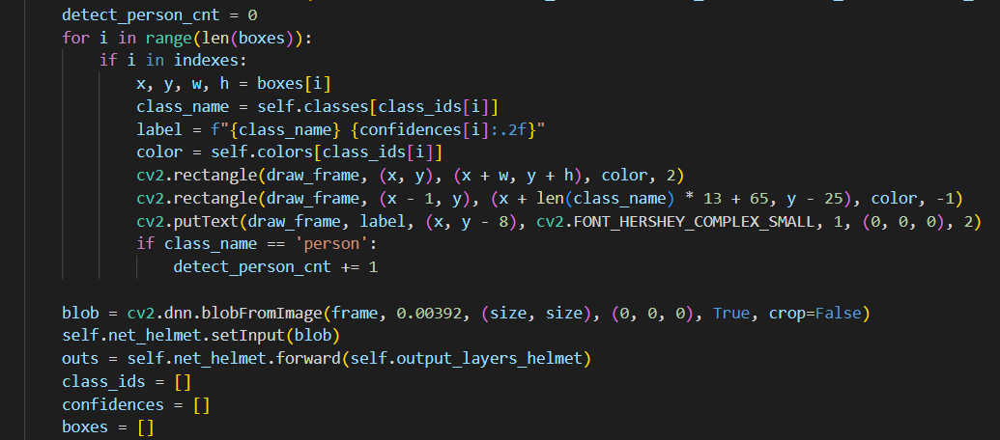 detect_person_cnt = 0
for i in range(len(boxes)):
if i in indexes:
x, y, w, h = boxes[i]
class_name = self.classes[class_ids[i]]
label = f"{class_name} {confidences[i]:.2f}"
color = self.colors[class_ids[i]]
cv2.rectangle(draw_frame, (x, y), (x + w, y + h), color, 2)
cv2.rectangle(draw_frame, (x - 1, y), (x + len(class_name) * 13 + 65, y - 25), color, -1)
cv2.putText(draw_frame, label, (x, y - 8), cv2.FONT_HERSHEY_COMPLEX_SMALL, 1, (0, 0, 0), 2)
if class_name == 'person':
detect_person_cnt += 1
blob = cv2.dnn.blobFromImage(frame, 0.00392, (size, size), (0, 0, 0), True, crop=False)
self.net_helmet.setInput(blob)
outs = self.net_helmet.forward(self.output_layers_helmet)
class_ids = []
confidences = []
boxes = []